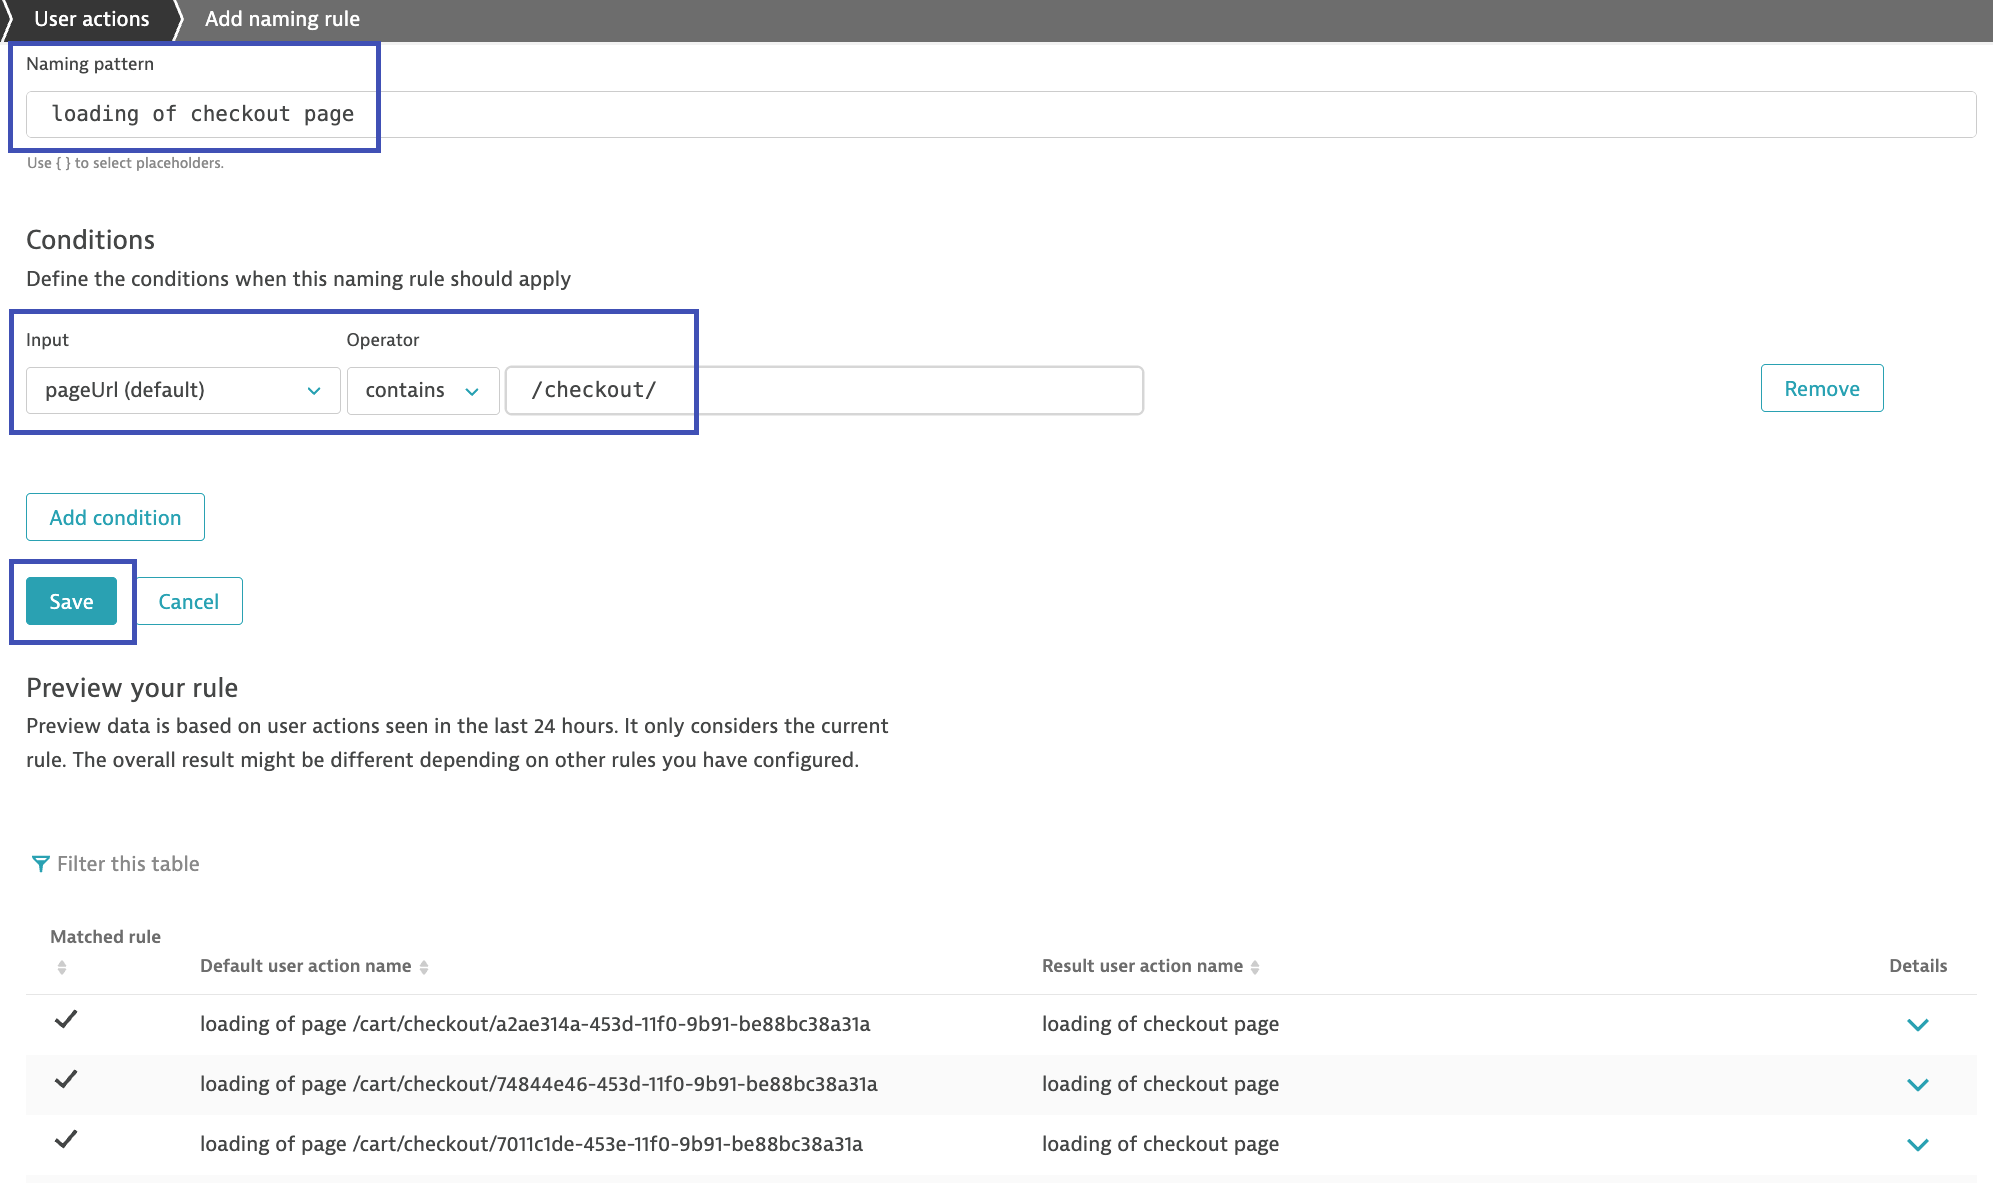 User actions
Add naming rule
Naming pattern
loading of checkout page
Use { } to select placeholders.
Conditions
Define the conditions when this naming rule should apply
Input
Operator
pageUrl (default)
contains
/checkout/
Remove
Add condition
Save
Cancel
Preview your rule
Preview data is based on user actions seen in the last 24 hours. It only considers the current
rule. The overall result might be different depending on other rules you have configured.
Filter this table
Matched rule
Default user action name
Result user action name
Details
loading of page /cart/checkout/a2ae314a-453d-11f0-9b91-be88bc38a31a
loading of checkout page
loading of page /cart/checkout/74844e46-453d-11f0-9b91-be88bc38a31a
loading of checkout page
loading of page /cart/checkout/7011c1de-453e-11f0-9b91-be88bc38a31a
loading of checkout page